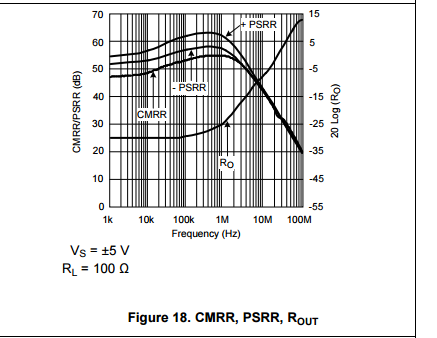 70
60
50
40
30
20
10
0
CMRR/PSRR (dB)
15
5
-5
-15
-25
-35
-45
-55
20 Log (RO)
+ PSRR
- PSRR
CMRR
RO
1k 10k 100k 1M 10M 100M
Frequency (Hz)
VS = ±5 V
RL = 100 Ω
Figure 18. CMRR, PSRR, ROUT